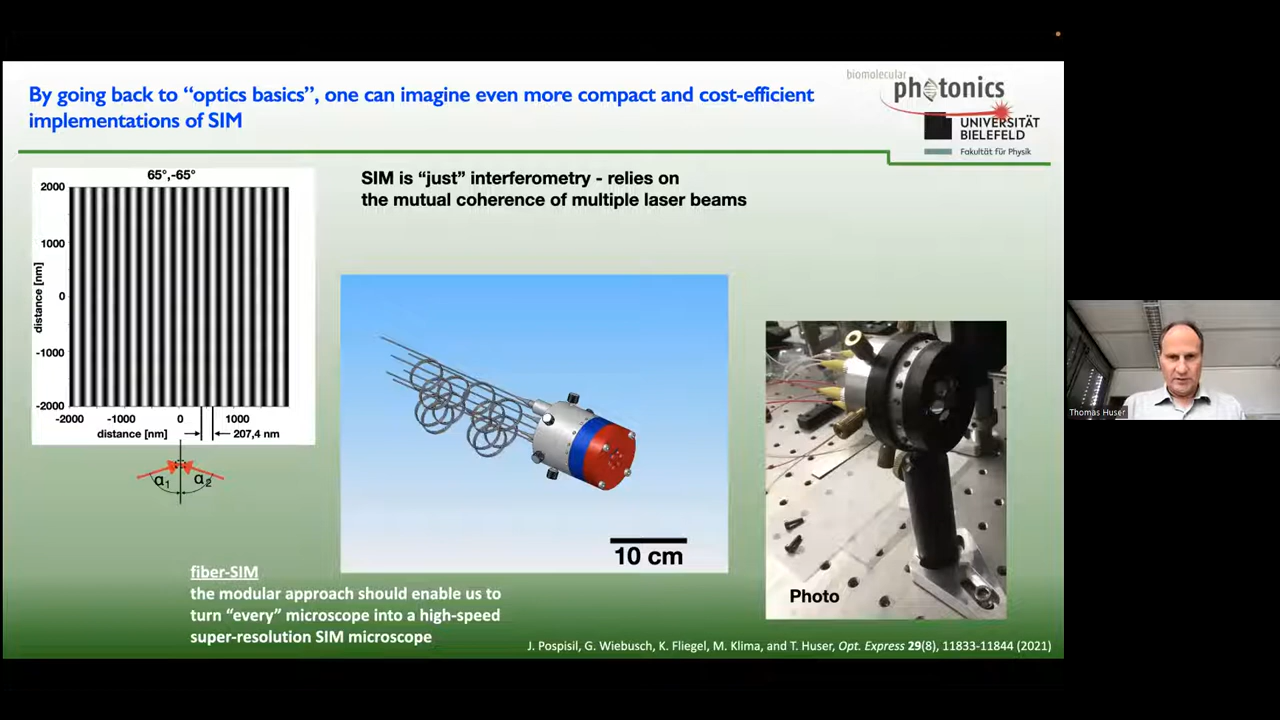 By going back to “optics basics”, one can imagine even more compact and cost-efficient
implementations of SIM
biomolecular
photonics
UNIVERSITÄT
BIELEFELD
Fakultät für Physik
65°,-65°
2000
1000
0
-1000
-2000
distance [nm]
-2000 -1000 0 1000
distance [nm] 207,4 nm
α1 α2
SIM is “just” interferometry - relies on
the mutual coherence of multiple laser beams
10 cm
Photo
Thomas Huser
fiber-SIM
the modular approach should enable us to
turn “every” microscope into a high-speed
super-resolution SIM microscope
J. Pospisil, G. Wiebusch, K. Fliegel, M. Klima, and T. Huser, Opt. Express 29(8), 11833-11844 (2021)